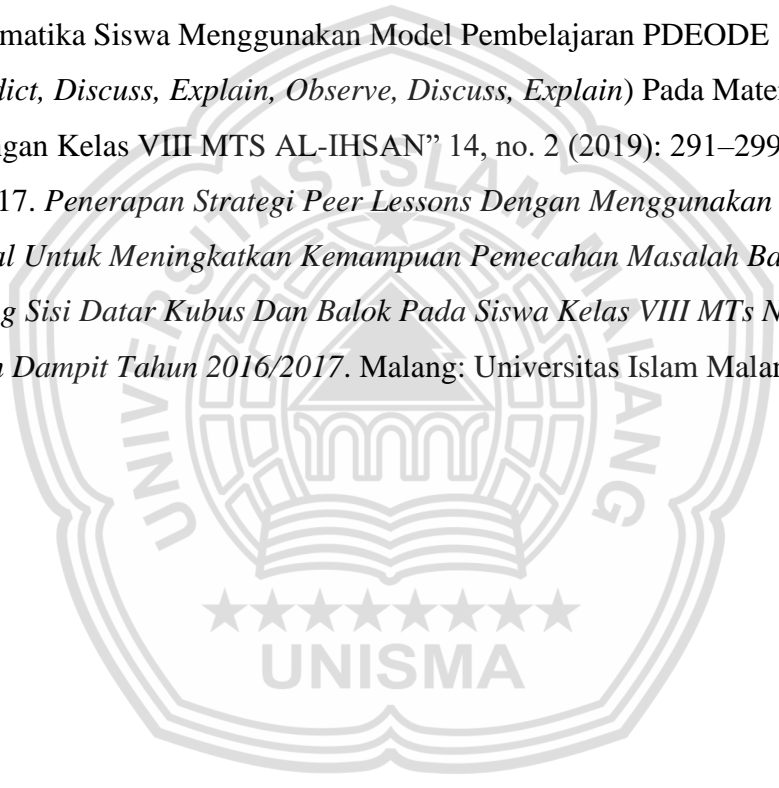 matika Siswa Menggunakan Model Pembelajaran PDEODE
dict, Discuss, Explain, Observe, Discuss, Explain) Pada Mater
gan Kelas VIII MTS AL-IHSAN” 14, no. 2 (2019): 291–299
17. Penerapan Strategi Peer Lessons Dengan Menggunakan
al Untuk Meningkatkan Kemampuan Pemecahan Masalah Ba
g Sisi Datar Kubus Dan Balok Pada Siswa Kelas VIII MTs N
n Dampit Tahun 2016/2017. Malang: Universitas Islam Malan
UNIVERSITAS ISLAM MALANG
UNISMA